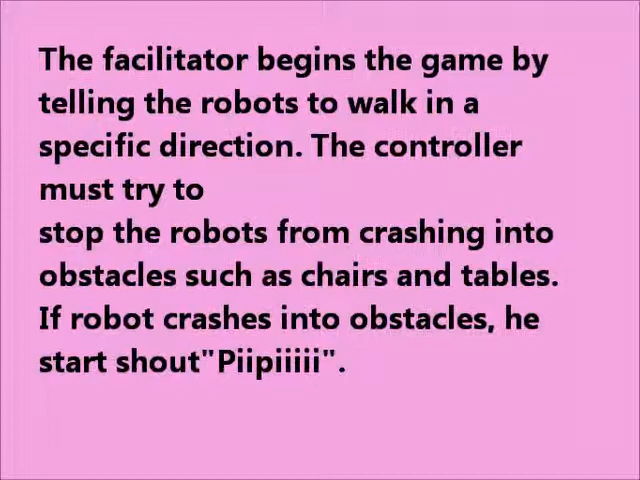 The facilitator begins the game by
telling the robots to walk in a
specific direction. The controller
must try to
stop the robots from crashing into
obstacles such as chairs and tables.
If robot crashes into obstacles, he
start shout"Piipiiiii".